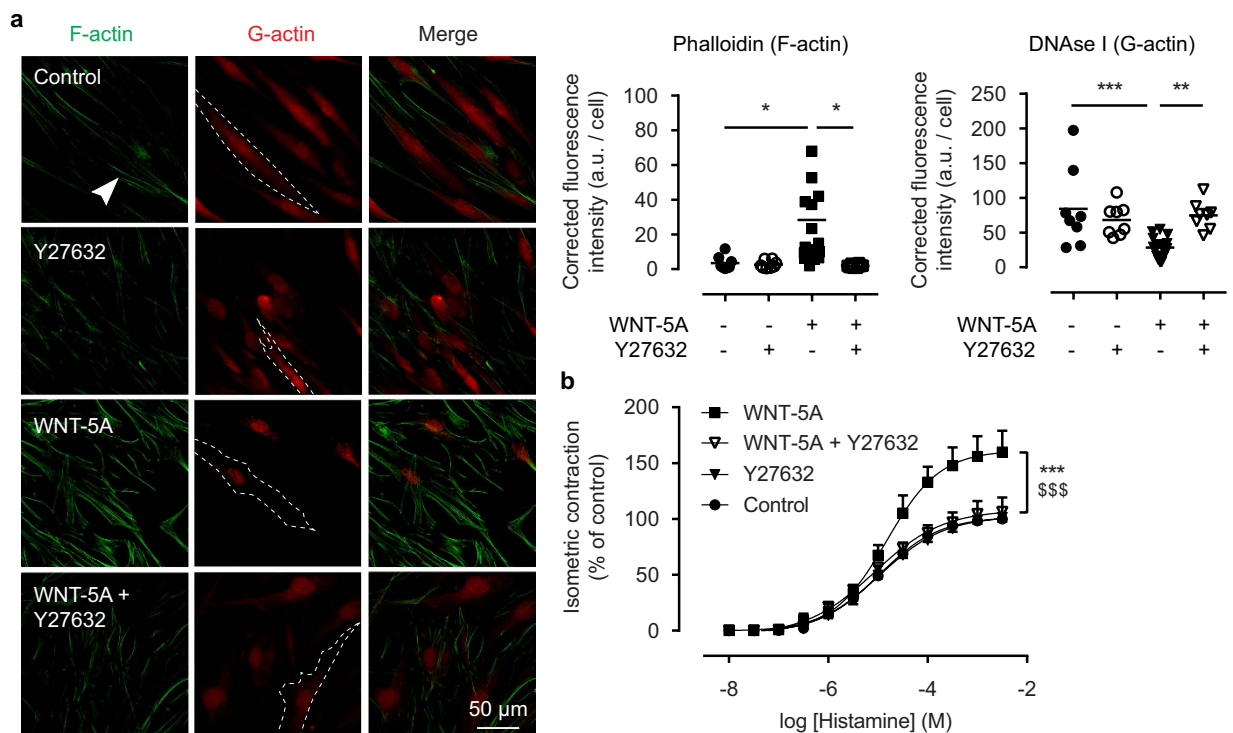 a
F-actin
G-actin
Merge
Control
Y27632
WNT-5A
WNT-5A +
Y27632
50 µm
Phalloidin (F-actin)
Corrected fluorescence
intensity (a.u. / cell)
100
80
60
40
20
0
*
*
WNT-5A - - + +
Y27632 - + - +
DNAse I (G-actin)
Corrected fluorescence
intensity (a.u. / cell)
250
200
150
100
50
0
***
**
WNT-5A - - + +
Y27632 - + - +
b
Isometric contraction
(% of control)
200
150
100
50
0
WNT-5A
WNT-5A + Y27632
Y27632
Control
***
$$$
-8 -6 -4 -2
log [Histamine] (M)